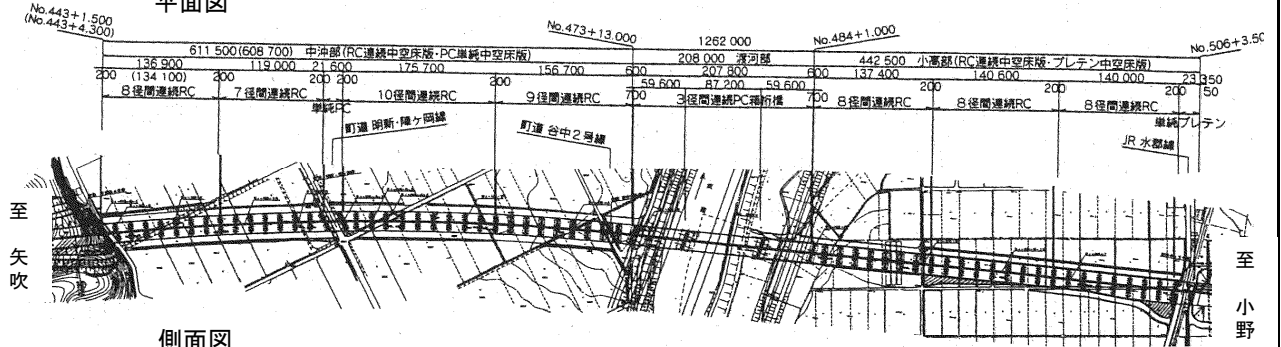 平面図
No.443+1.500
(No.443+4.300)
No.473+13.000
1262 000
No.484+1.000
No.506+3.50
611 500(608 700) 中沖部(RC連続中空床版・PC単純中空床版)
208 000 渡河部
442 500 小高部(RC連続中空床版・プレテン中空床版)
136 900
119 000
21 600
175 700
156 700
600
207 800
600
137 400
140 600
140 000
23 350
200
(134 100)
200
200 200
200
59 600
87 200
59 600
200
200
200
50
8径間連続RC
7径間連続RC
単純PC
10径間連続RC
9径間連続RC
700
3径間連続PC箱桁橋
700
8径間連続RC
8径間連続RC
8径間連続RC
単純プレテン
町道 明新・陣ヶ岡線
町道 谷中2号線
JR 水郡線
至 矢吹
至 小野
側面図